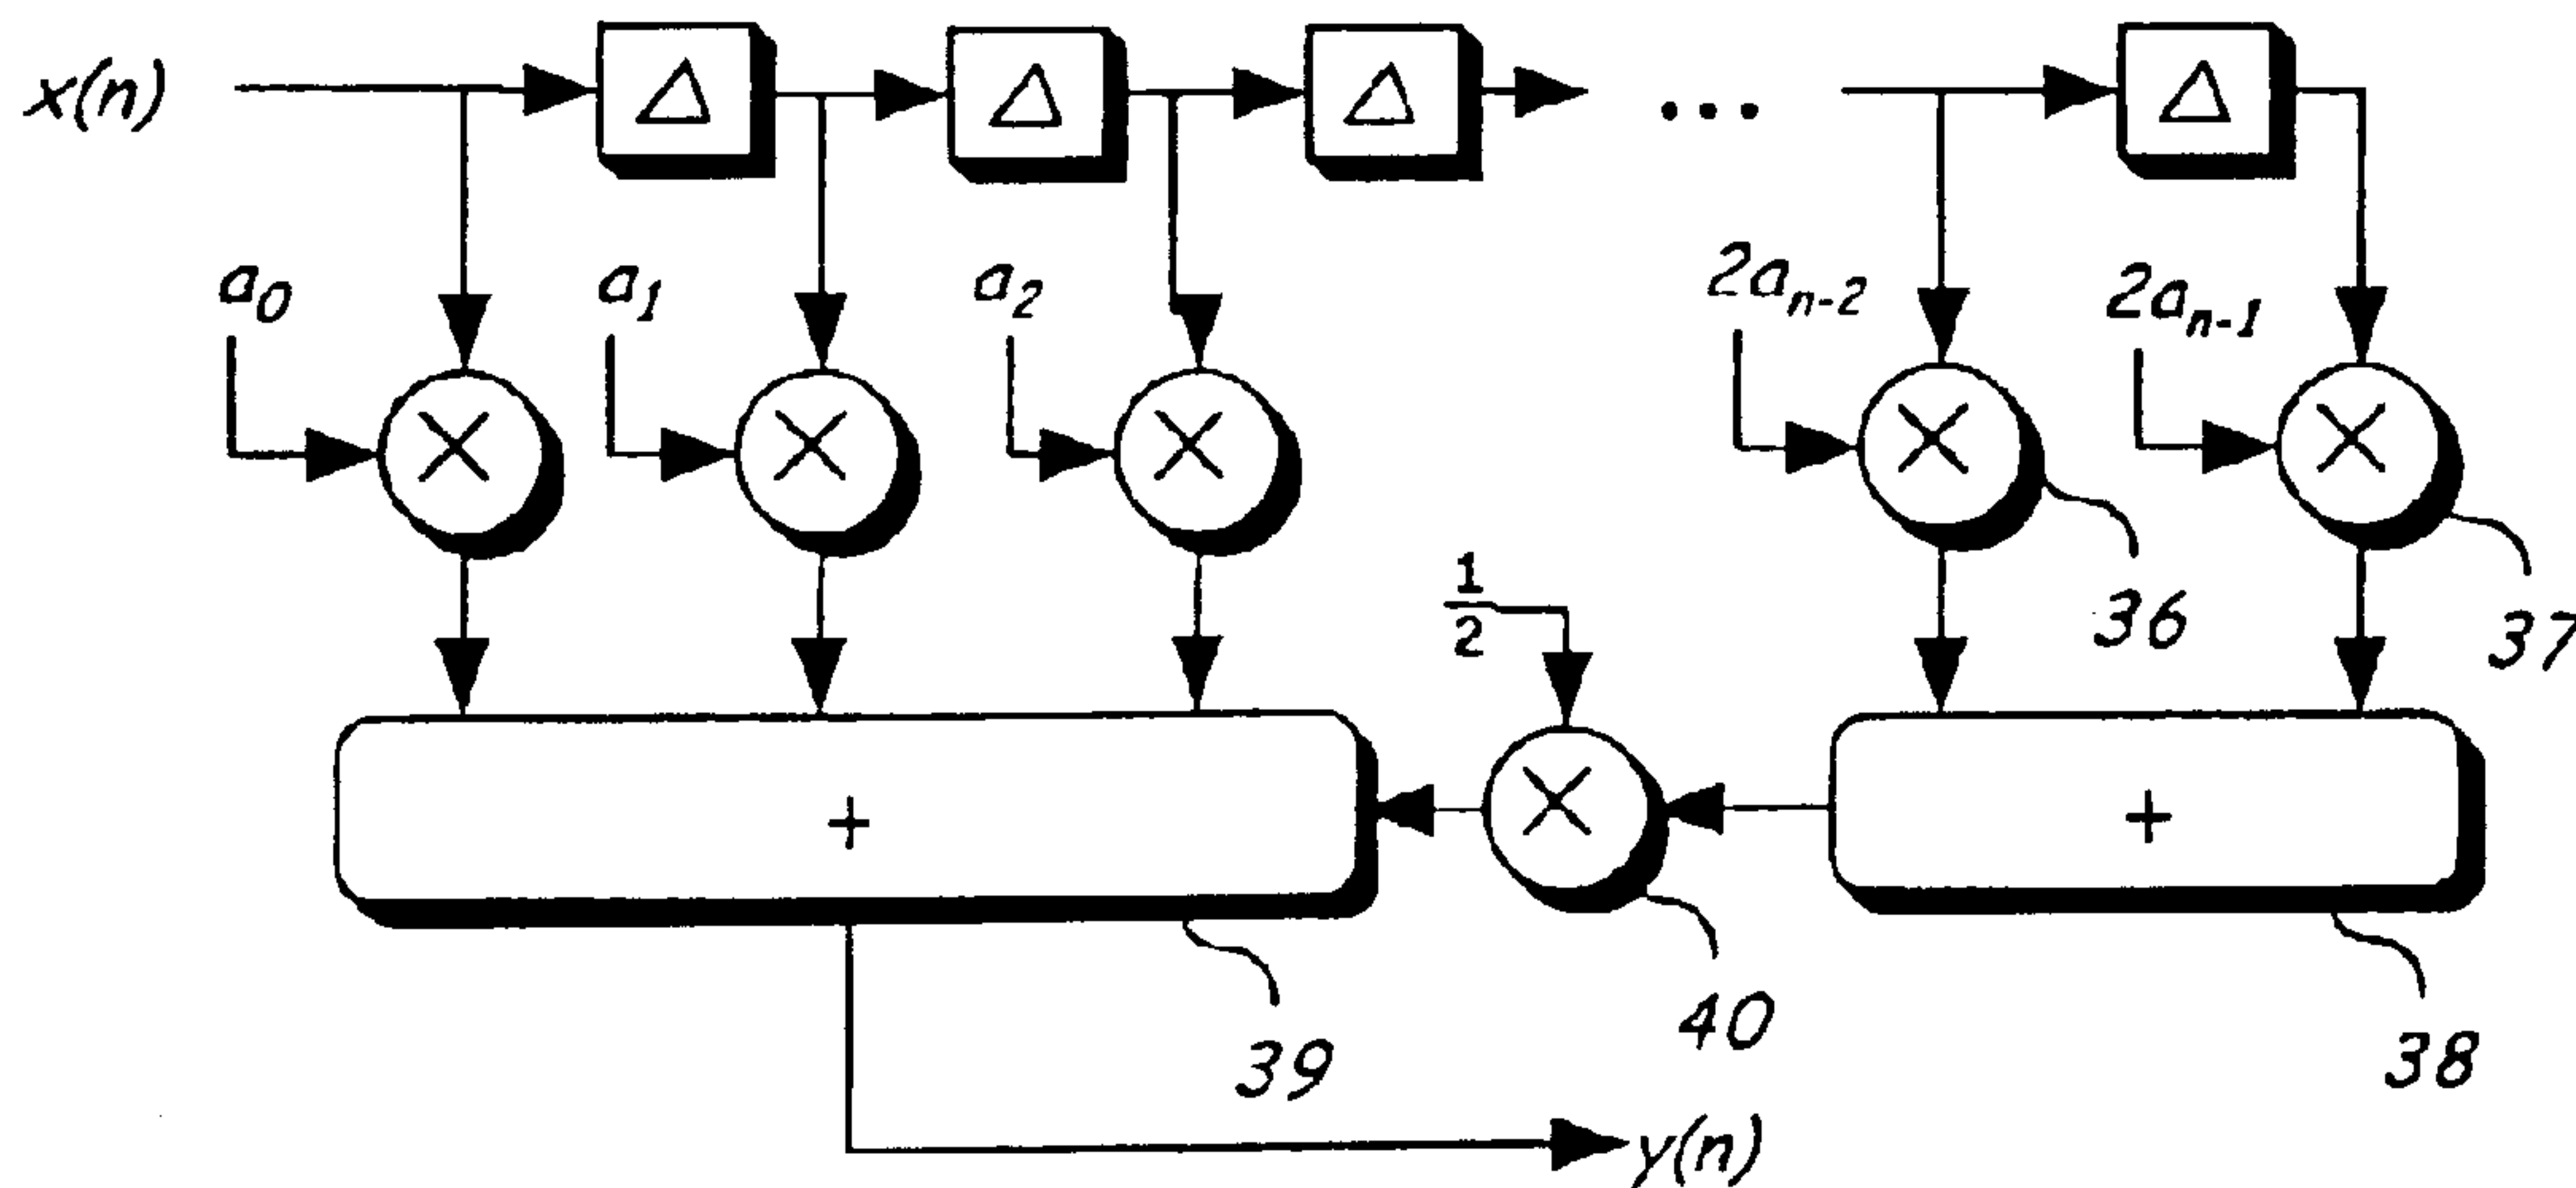 x(n)
Δ Δ Δ ... Δ
a₀ a₁ a₂ 2aₙ₋₂ 2aₙ₋₁
× × × × ×
36 37
1/2
+ × +
39 40 38
y(n)